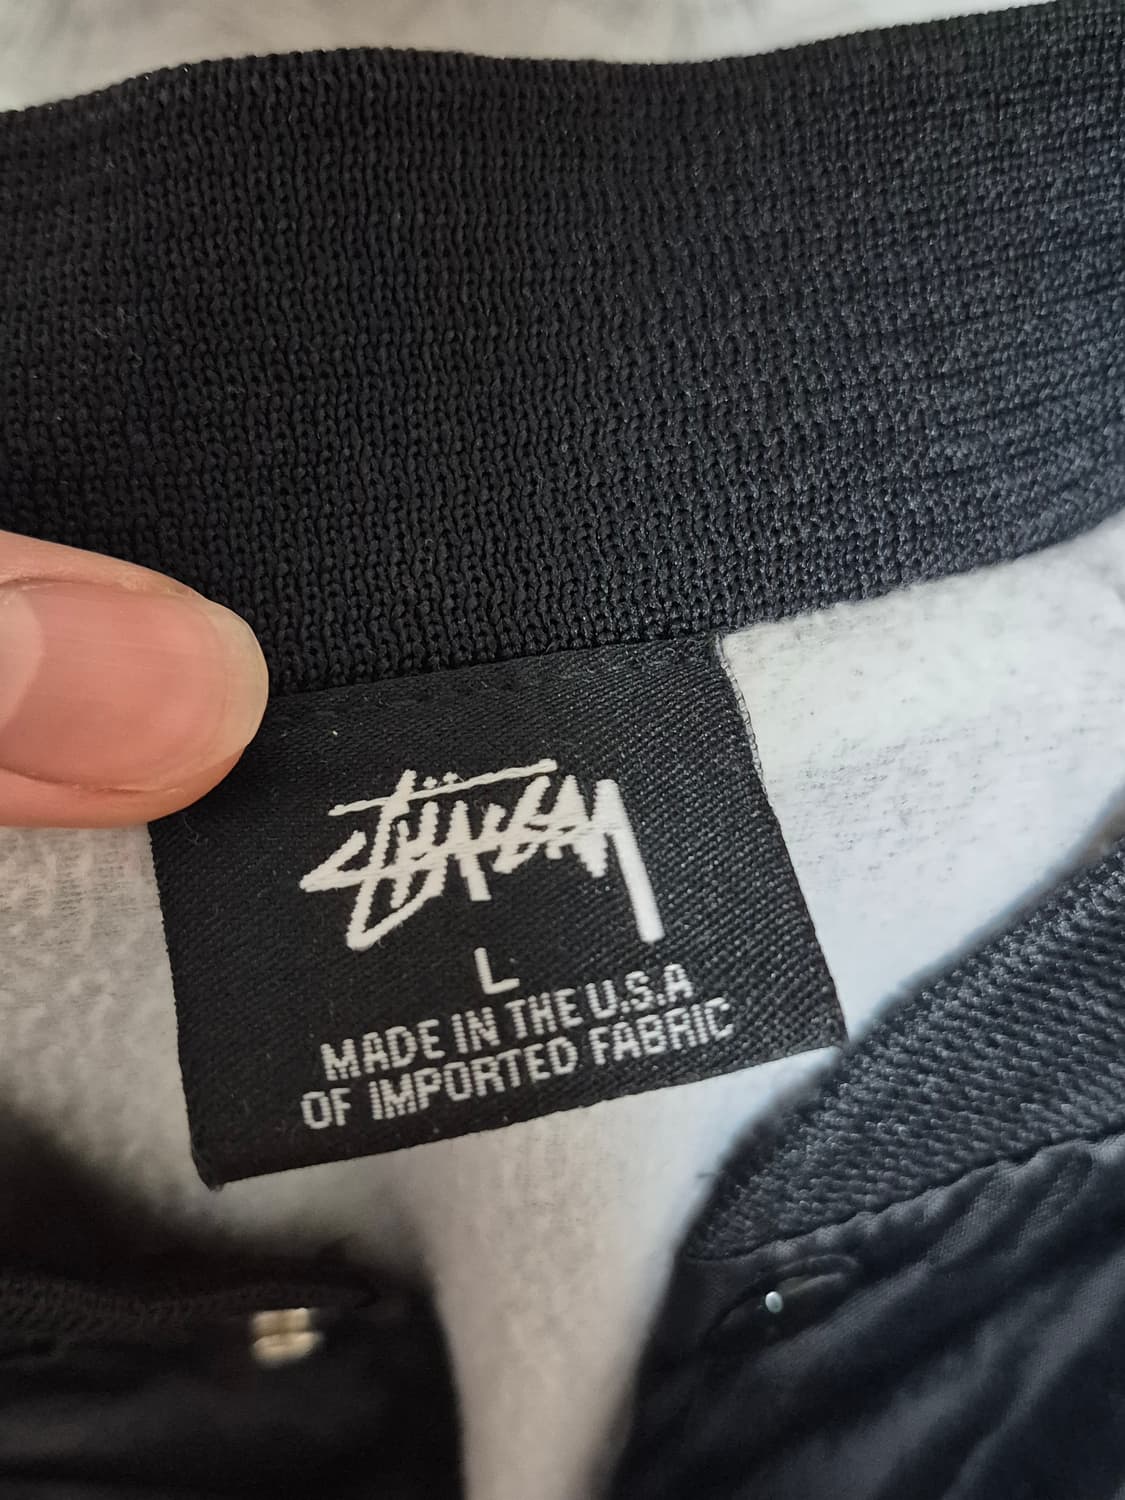 Stüssy
L
MADE IN THE U.S.A
OF IMPORTED FABRIC